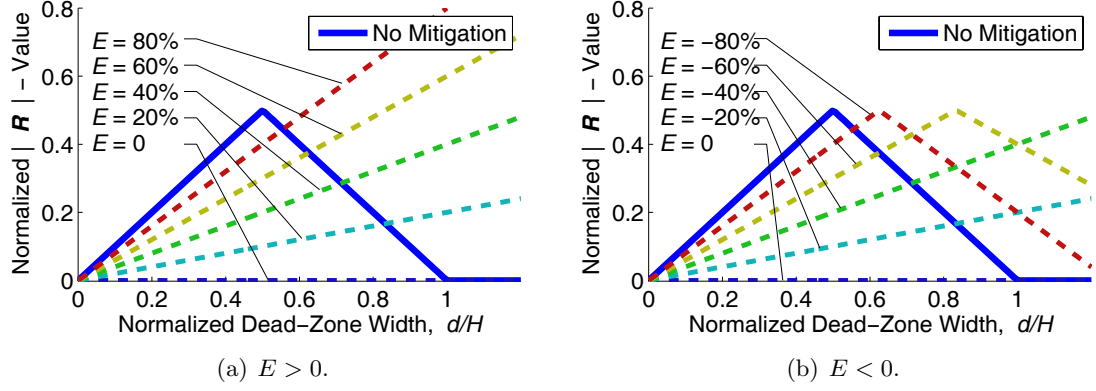 0.8
0.6
0.4
0.2
0
Normalized | R | - Value
E = 80%
E = 60%
E = 40%
E = 20%
E = 0
No Mitigation
0 0.2 0.4 0.6 0.8 1
Normalized Dead−Zone Width, d/H
(a) E > 0.
0.8
0.6
0.4
0.2
0
Normalized | R | - Value
E = −80%
E = −60%
E = −40%
E = −20%
E = 0
No Mitigation
0 0.2 0.4 0.6 0.8 1
Normalized Dead−Zone Width, d/H
(b) E < 0.